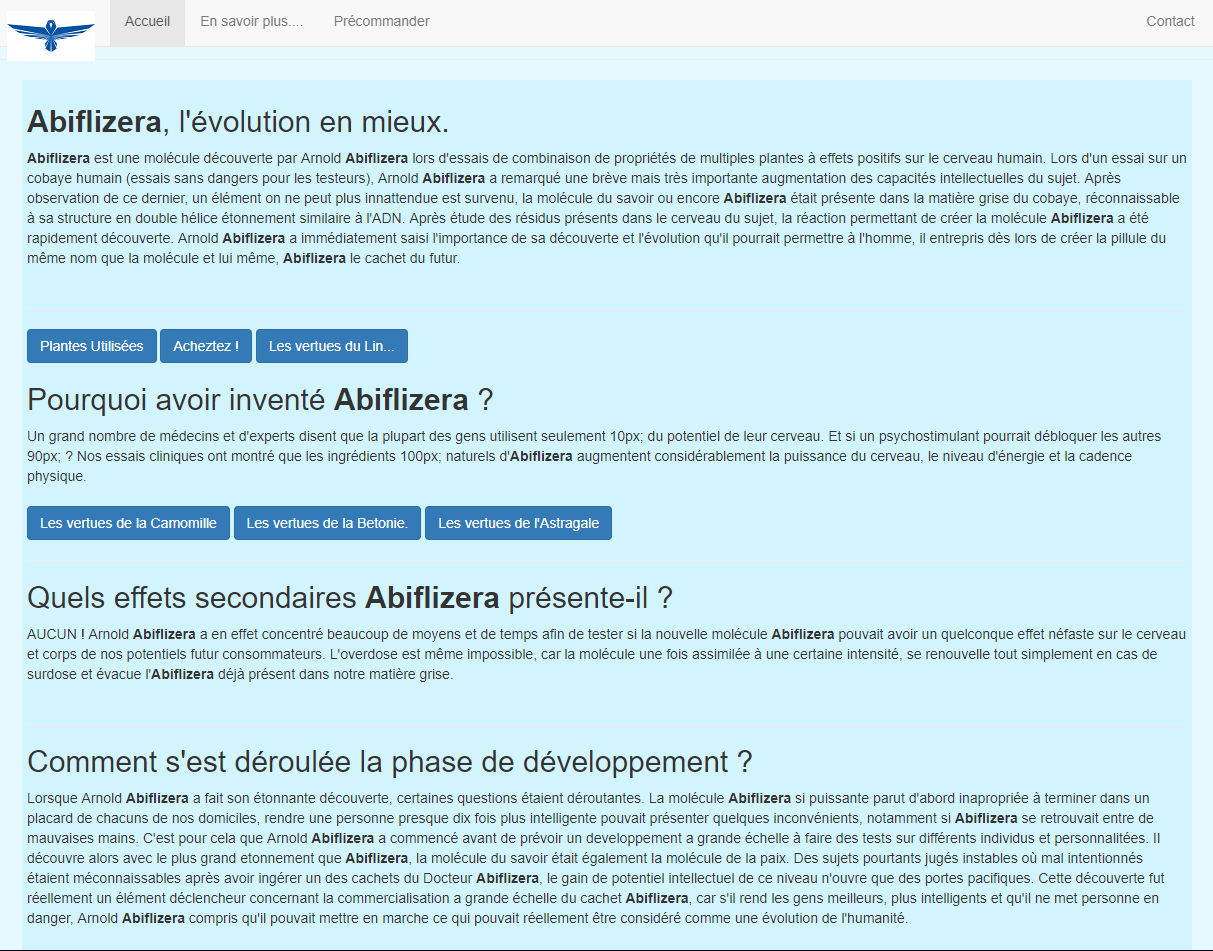 Accueil En savoir plus.... Précommander Contact
Abiflizera, l'évolution en mieux.
Abiflizera est une molécule découverte par Arnold Abiflizera lors d'essais de combinaison de propriétés de multiples plantes à effets positifs sur le cerveau humain. Lors d'un essai sur un
cobaye humain (essais sans dangers pour les testeurs), Arnold Abiflizera a remarqué une brève mais très importante augmentation des capacités intellectuelles du sujet. Après
observation de ce dernier, un élément on ne peut plus innattendue est survenu, la molécule du savoir ou encore Abiflizera était présente dans la matière grise du cobaye, réconnaissable
à sa structure en double hélice étonnement similaire à l'ADN. Après étude des résidus présents dans le cerveau du sujet, la réaction permettant de créer la molécule Abiflizera a été
rapidement découverte. Arnold Abiflizera a immédiatement saisi l'importance de sa découverte et l'évolution qu'il pourrait permettre à l'homme, il entrepris dès lors de créer la pillule du
même nom que la molécule et lui même, Abiflizera le cachet du futur.
Plantes Utilisées Acheztez ! Les vertues du Lin...
Pourquoi avoir inventé Abiflizera ?
Un grand nombre de médecins et d'experts disent que la plupart des gens utilisent seulement 10px; du potentiel de leur cerveau. Et si un psychostimulant pourrait débloquer les autres
90px; ? Nos essais cliniques ont montré que les ingrédients 100px; naturels d'Abiflizera augmentent considérablement la puissance du cerveau, le niveau d'énergie et la cadence
physique.
Les vertues de la Camomille Les vertues de la Betonie. Les vertues de l'Astragale
Quels effets secondaires Abiflizera présente-il ?
AUCUN ! Arnold Abiflizera a en effet concentré beaucoup de moyens et de temps afin de tester si la nouvelle molécule Abiflizera pouvait avoir un quelconque effet néfaste sur le cerveau
et corps de nos potentiels futur consommateurs. L'overdose est même impossible, car la molécule une fois assimilée à une certaine intensité, se renouvelle tout simplement en cas de
surdose et évacue l'Abiflizera déjà présent dans notre matière grise.
Comment s'est déroulée la phase de développement ?
Lorsque Arnold Abiflizera a fait son étonnante découverte, certaines questions étaient déroutantes. La molécule Abiflizera si puissante parut d'abord inapropriée à terminer dans un
placard de chacuns de nos domiciles, rendre une personne presque dix fois plus intelligente pouvait présenter quelques inconvénients, notamment si Abiflizera se retrouvait entre de
mauvaises mains. C'est pour cela que Arnold Abiflizera a commencé avant de prévoir un developpement a grande échelle à faire des tests sur différents individus et personnalitées. Il
découvre alors avec le plus grand etonnement que Abiflizera, la molécule du savoir était également la molécule de la paix. Des sujets pourtants jugés instables où mal intentionnés
étaient méconnaissables après avoir ingérer un des cachets du Docteur Abiflizera, le gain de potentiel intellectuel de ce niveau n'ouvre que des portes pacifiques. Cette découverte fut
réellement un élément déclencheur concernant la commercialisation a grande échelle du cachet Abiflizera, car s'il rend les gens meilleurs, plus intelligents et qu'il ne met personne en
danger, Arnold Abiflizera compris qu'il pouvait mettre en marche ce qui pouvait réellement être considéré comme une évolution de l'humanité.